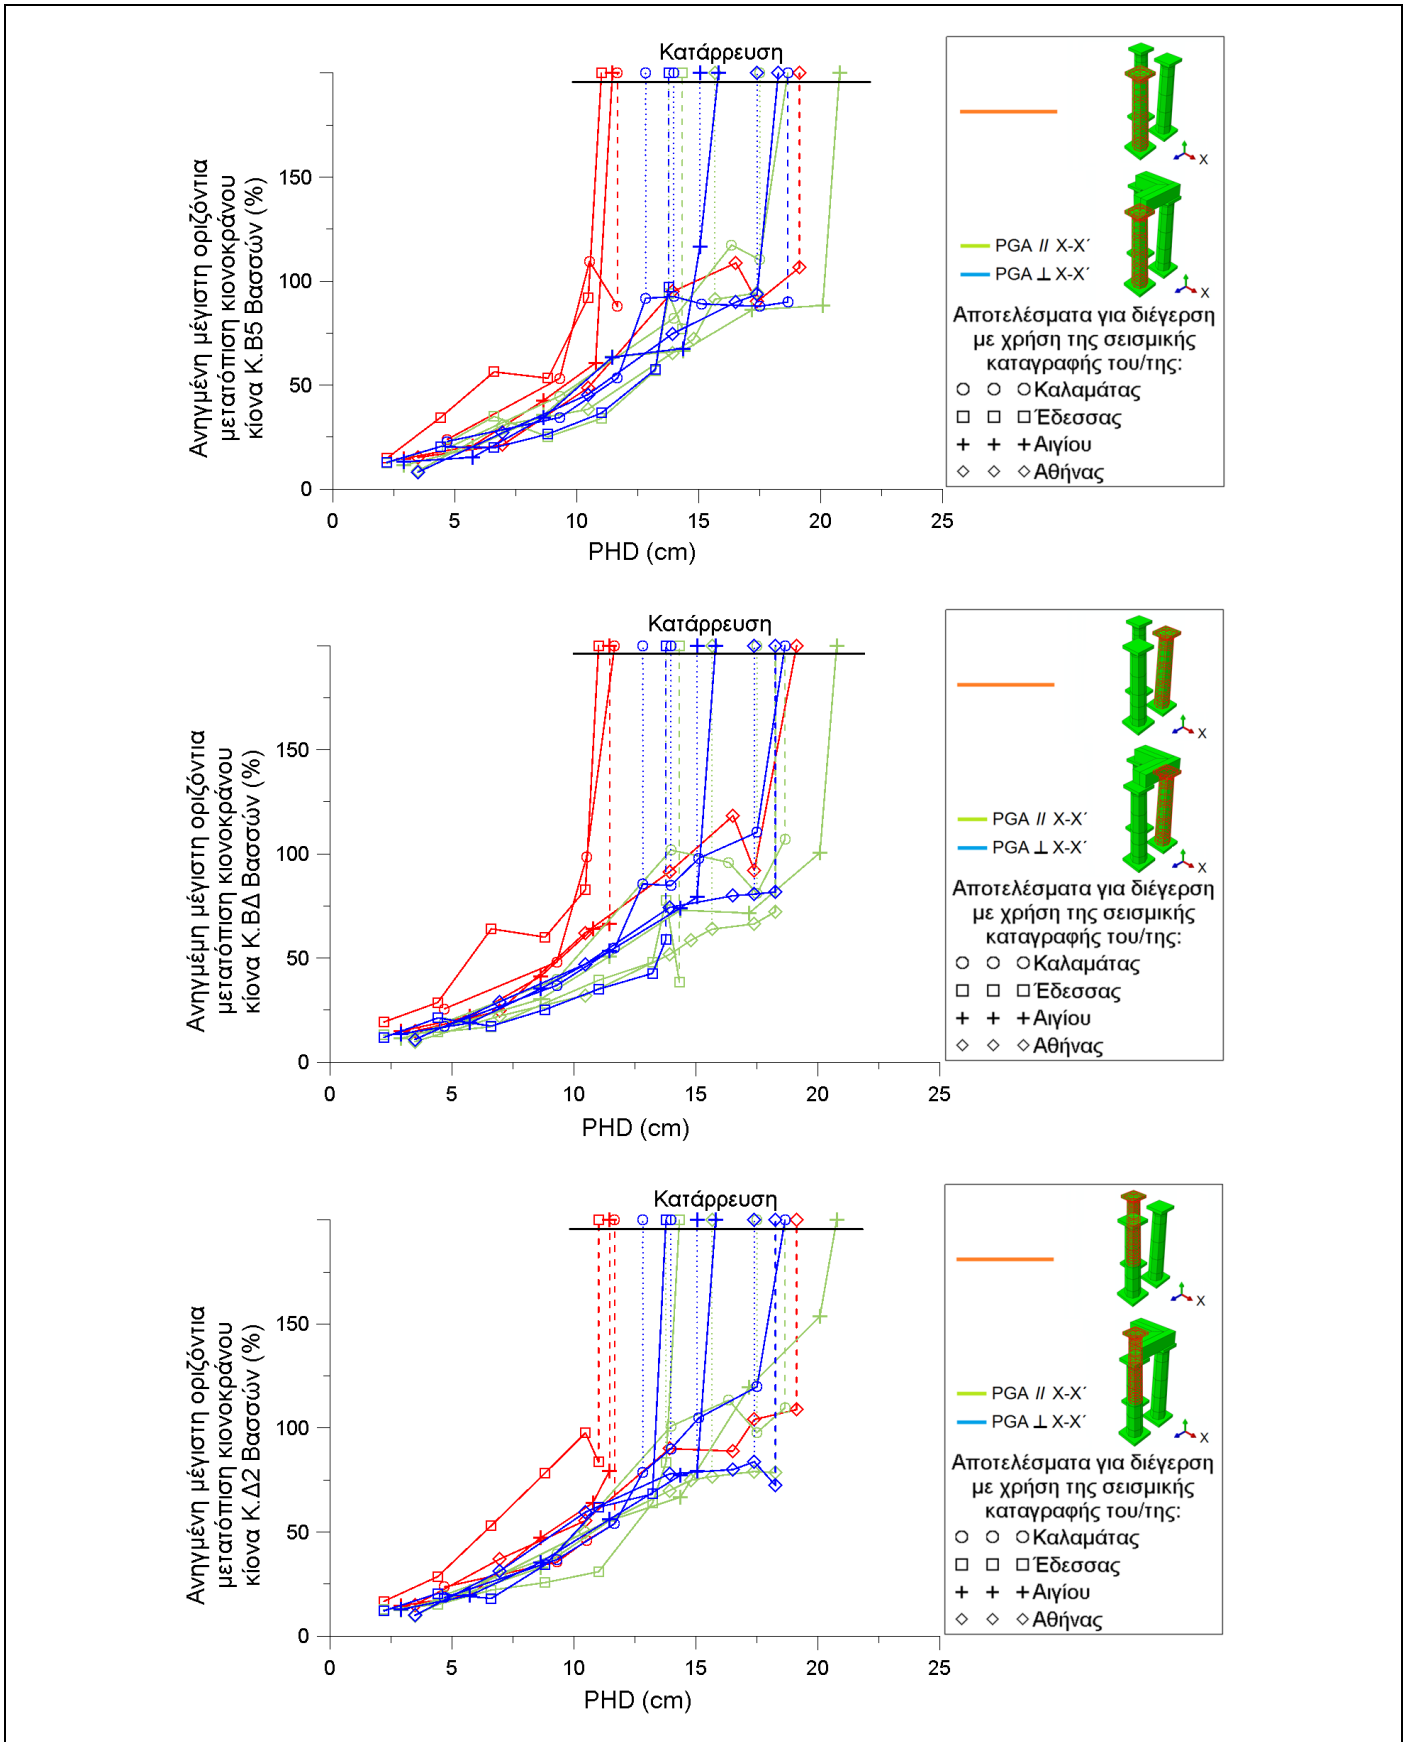 Κατάρρευση
Ανηγμένη μέγιστη οριζόντια
μετατόπιση κιονοκράνου
κίονα Κ.Β5 Βασσών (%)
150
100
50
0
0 5 10 15 20 25
PHD (cm)
X
PGA // X-X΄
PGA ⊥ X-X΄
X
Αποτελέσματα για διέγερση
με χρήση της σεισμικής
καταγραφής του/της:
Καλαμάτας
Έδεσσας
Αιγίου
Αθήνας
Κατάρρευση
Ανηγμέμη μέγιστη οριζόντια
μετατόπιση κιονοκράνου
κίονα Κ.ΒΔ Βασσών (%)
150
100
50
0
0 5 10 15 20 25
PHD (cm)
X
PGA // X-X΄
PGA ⊥ X-X΄
X
Αποτελέσματα για διέγερση
με χρήση της σεισμικής
καταγραφής του/της:
Καλαμάτας
Έδεσσας
Αιγίου
Αθήνας
Κατάρρευση
Ανηγμένη μέγιστη οριζόντια
μετατόπιση κιονοκράνου
κίονα Κ.Δ2 Βασσών (%)
150
100
50
0
0 5 10 15 20 25
PHD (cm)
X
PGA // X-X΄
PGA ⊥ X-X΄
X
Αποτελέσματα για διέγερση
με χρήση της σεισμικής
καταγραφής του/της:
Καλαμάτας
Έδεσσας
Αιγίου
Αθήνας